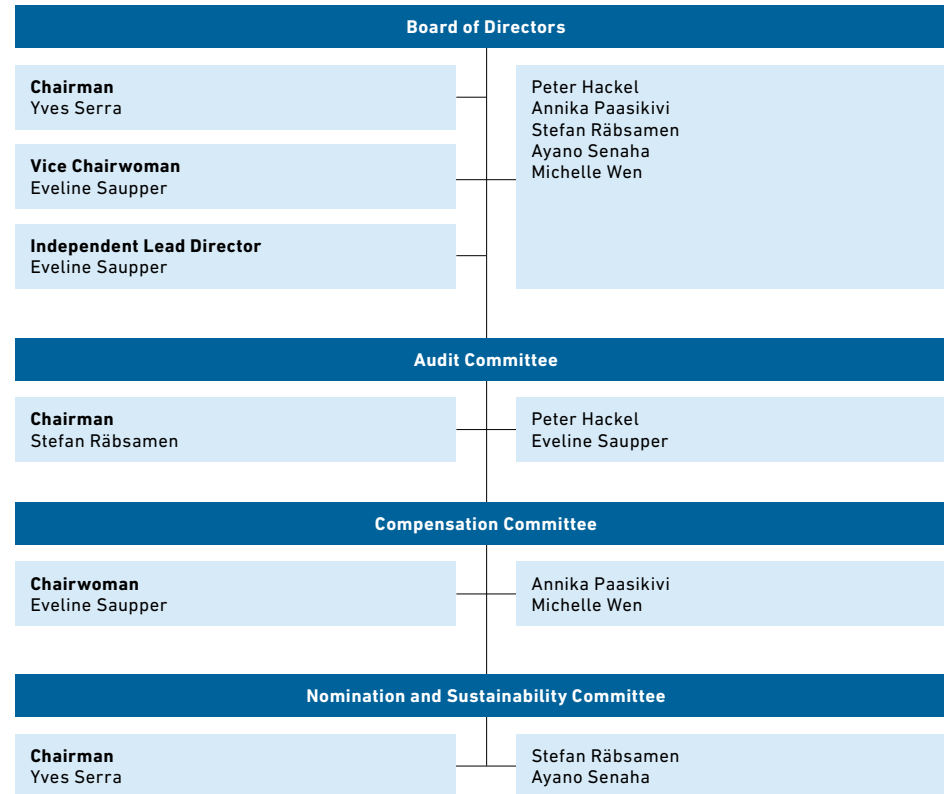 Board of Directors
Chairman
Yves Serra
Vice Chairwoman
Eveline Saupper
Independent Lead Director
Eveline Saupper
Peter Hackel
Annika Paasikivi
Stefan Räbsamen
Ayano Senaha
Michelle Wen
Audit Committee
Chairman
Stefan Räbsamen
Peter Hackel
Eveline Saupper
Compensation Committee
Chairwoman
Eveline Saupper
Annika Paasikivi
Michelle Wen
Nomination and Sustainability Committee
Chairman
Yves Serra
Stefan Räbsamen
Ayano Senaha